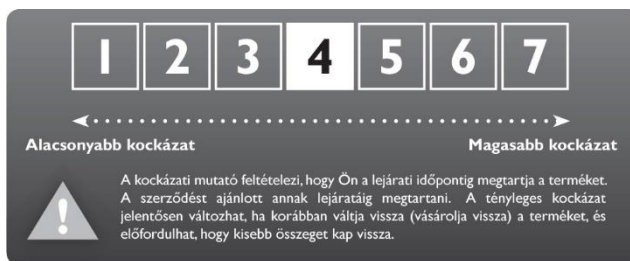 1 2 3 4 5 6 7
Alacsonyabb kockázat Magasabb kockázat
A kockázati mutató feltételezi, hogy Ön a lejárati időpontig megtartja a terméket.
A szerződést ajánlott annak lejáratáig megtartani. A tényleges kockázat
jelentősen változhat, ha korábban váltja vissza (vásárolja vissza) a terméket, és
előfordulhat, hogy kisebb összeget kap vissza.